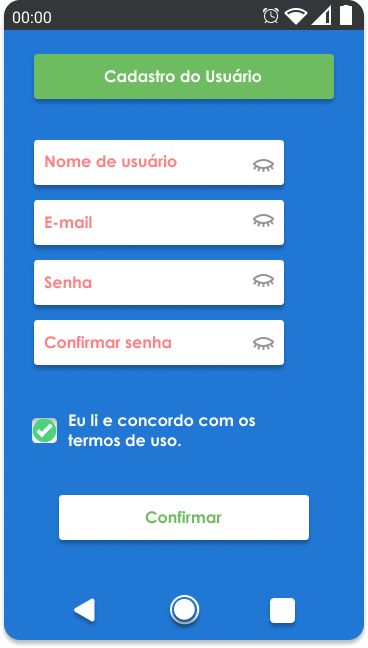 00:00
Cadastro do Usuário
Nome de usuário
E-mail
Senha
Confirmar senha
Eu li e concordo com os
termos de uso.
Confirmar